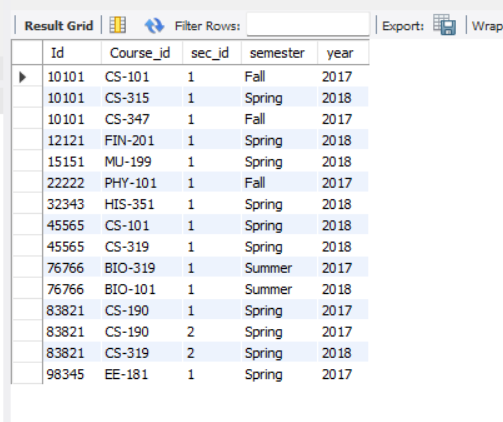 Result Grid Filter Rows: Export: Wrap
Id Course_id sec_id semester year
10101 CS-101 1 Fall 2017
10101 CS-315 1 Spring 2018
10101 CS-347 1 Fall 2017
12121 FIN-201 1 Spring 2018
15151 MU-199 1 Spring 2018
22222 PHY-101 1 Fall 2017
32343 HIS-351 1 Spring 2018
45565 CS-101 1 Spring 2018
45565 CS-319 1 Spring 2018
76766 BIO-319 1 Summer 2017
76766 BIO-101 1 Summer 2018
83821 CS-190 1 Spring 2017
83821 CS-190 2 Spring 2017
83821 CS-319 2 Spring 2018
98345 EE-181 1 Spring 2017